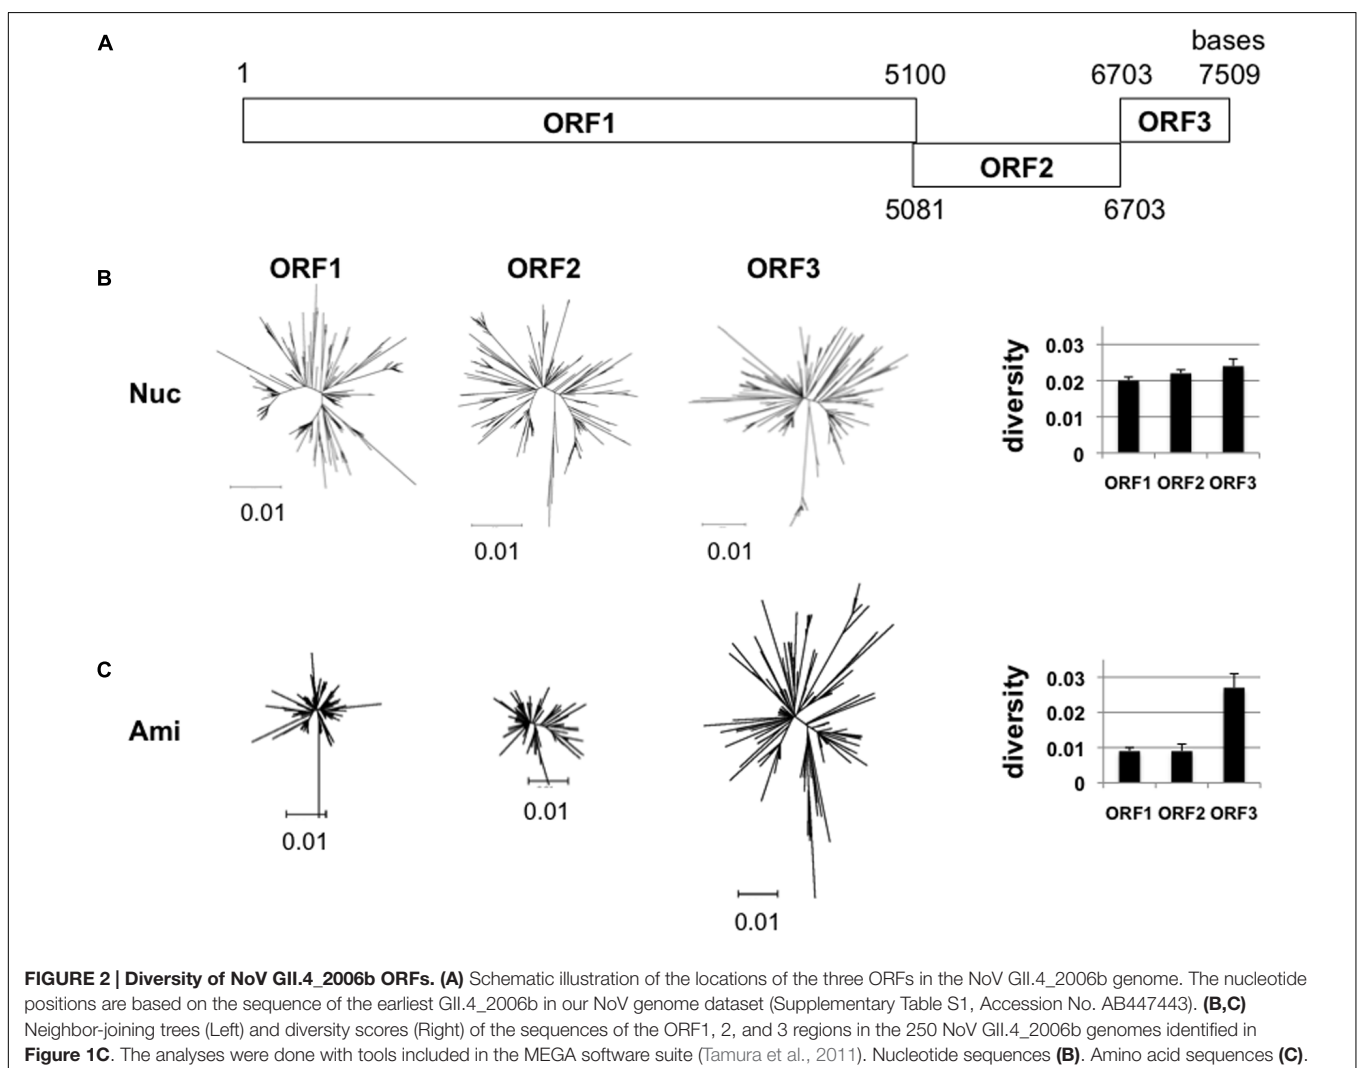 A
bases
1 5100 6703 7509
ORF1 ORF3
ORF2
5081 6703
B
ORF1 ORF2 ORF3
Nuc
0.01
0.01
0.01
diversity
0.03
0.02
0.01
0
ORF1 ORF2 ORF3
C
Ami
0.01
0.01
0.01
diversity
0.03
0.02
0.01
0
ORF1 ORF2 ORF3
FIGURE 2 | Diversity of NoV GII.4_2006b ORFs. (A) Schematic illustration of the locations of the three ORFs in the NoV GII.4_2006b genome. The nucleotide
positions are based on the sequence of the earliest GII.4_2006b in our NoV genome dataset (Supplementary Table S1, Accession No. AB447443). (B,C)
Neighbor-joining trees (Left) and diversity scores (Right) of the sequences of the ORF1, 2, and 3 regions in the 250 NoV GII.4_2006b genomes identified in
Figure 1C. The analyses were done with tools included in the MEGA software suite (Tamura et al., 2011). Nucleotide sequences (B). Amino acid sequences (C).